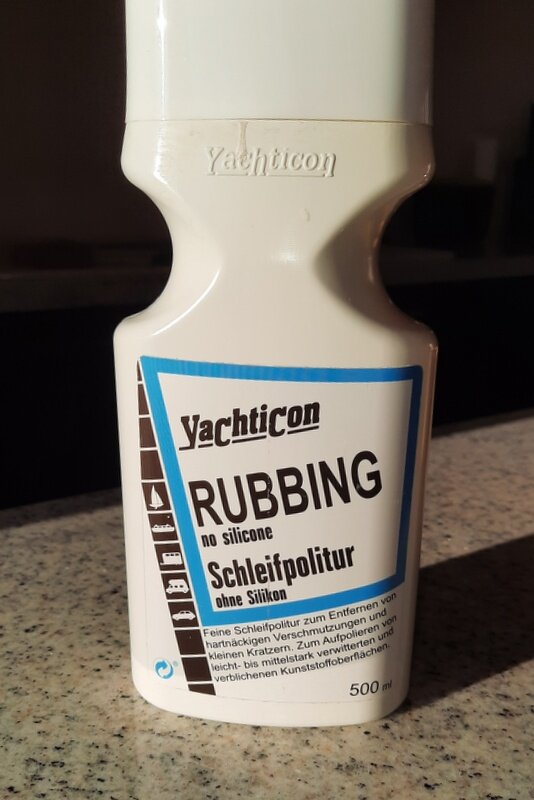 Yachticon
Yachticon
RUBBING
no silicone
Schleifpolitur
ohne Silikon
Feine Schleifpolitur zum Entfernen von
hartnäckigen Verschmutzungen und
kleinen Kratzern. Zum Aufpolieren von
leicht- bis mittelstark verwitterten und
verblichenen Kunststoffoberflächen.
500 ml